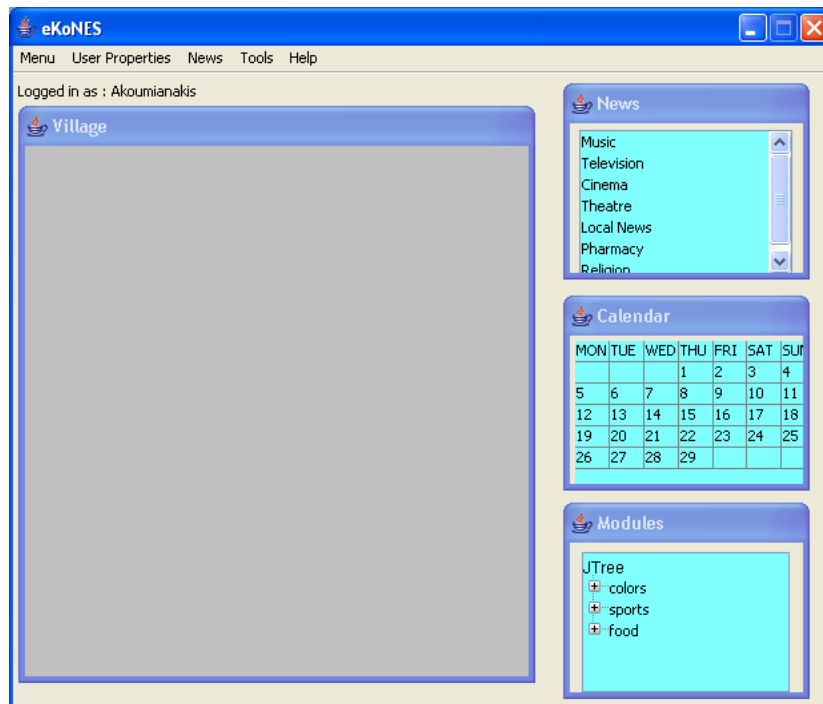 eKoNES
Menu User Properties News Tools Help
Logged in as : Akoumianakis
Village
News
Music
Television
Cinema
Theatre
Local News
Pharmacy
Religion
Calendar
MON TUE WED THU FRI SAT SUN
1 2 3 4
5 6 7 8 9 10 11
12 13 14 15 16 17 18
19 20 21 22 23 24 25
26 27 28 29
Modules
JTree
colors
sports
food